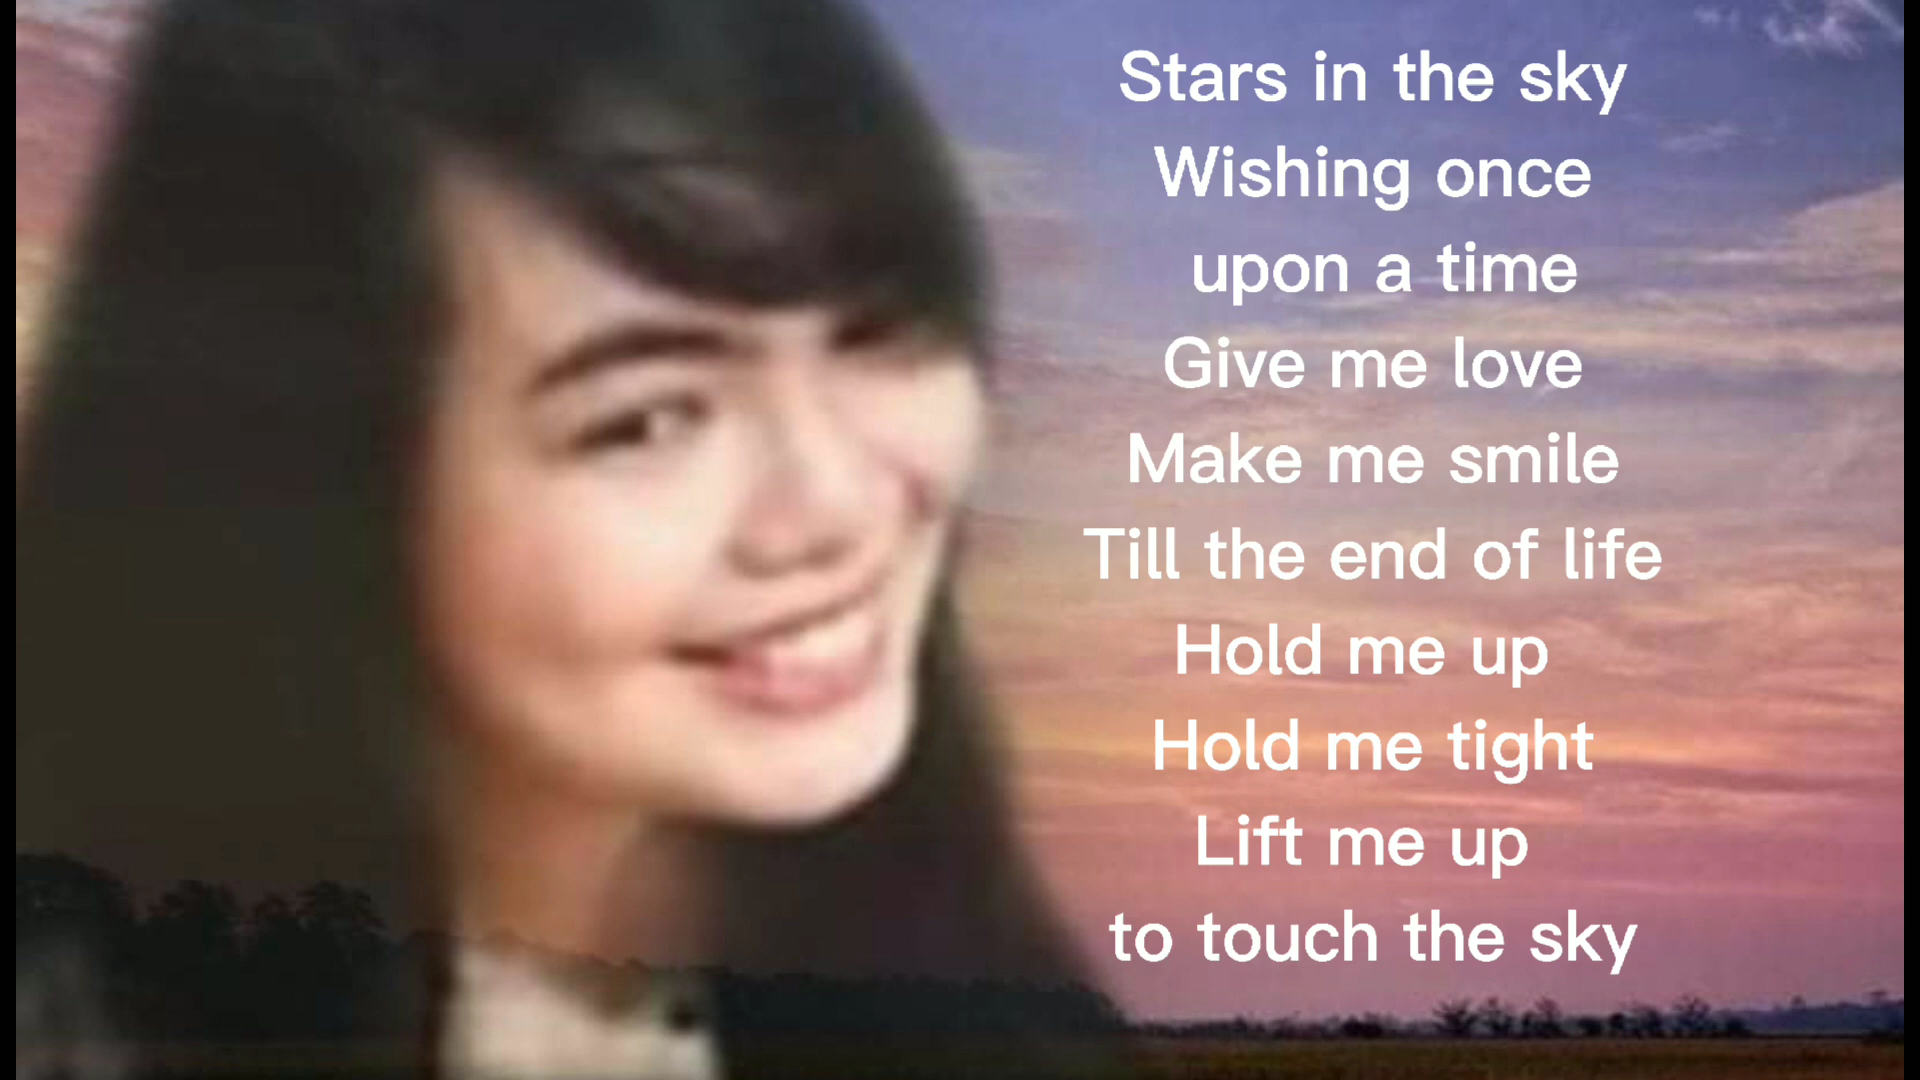 Stars in the sky
Wishing once
upon a time
Give me love
Make me smile
Till the end of life
Hold me up
Hold me tight
Lift me up
to touch the sky